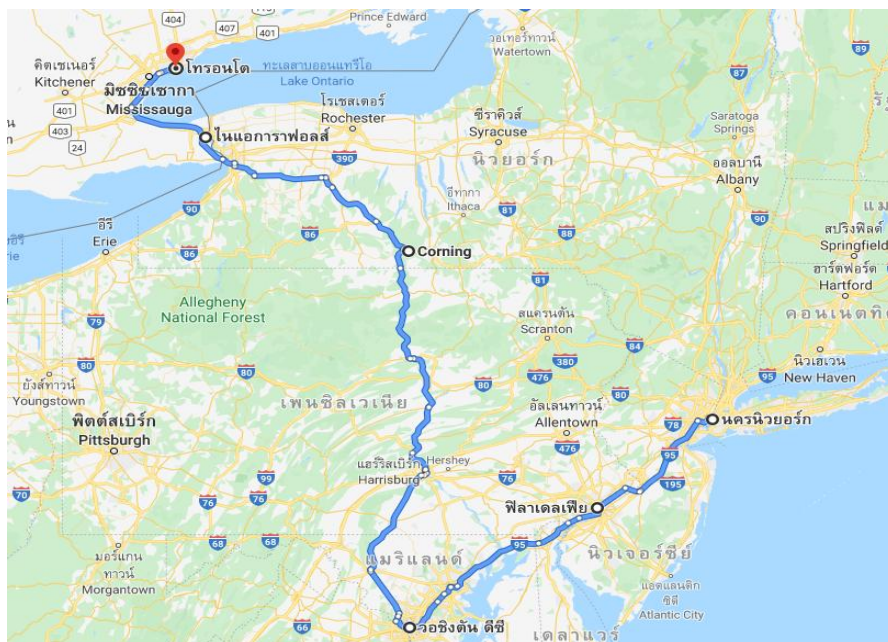 404
Prince Edward
401
คิตเชเนอร์
Kitchener
โทรอนโต
ทะเลสาบออนแทรีโอ
Lake Ontario
วอเทอร์ทาวน์
Watertown
89
87
401
มิซซิซเซากา
Mississauga
403
24
ไนแอการาฟอลส์
โรเชสเตอร์
Rochester
ซีราคิวส์
Syracuse
Saratoga
Springs
390
นิวยอร์ก
ออลบานี
Albany
90
อีทากา
Ithaca
90
81
88
90
อีรี
Erie
86
86
Corning
81
สปริงฟิลด์
Springfield
ฮาร์ตฟอร์ด
Hartford
Allegheny
National Forest
79
สแครนตัน
Scranton
380
84
คอนเนตทิ
80
80
476
80
80
95
นิวเฮเวน
New Haven
ยังส์ทาวน์
Youngstown
เพนซิลเวเนีย
อัลเลนทาวน์
Allentown
78
นครนิวยอร์ก
พิตต์สเบิร์ก
Pittsburgh
476
95
แฮร์ริสเบิร์ก
Harrisburg
Hershey
76
195
70
76
99
76
ฟิลาเดลเฟีย
68
68
95
นิวเจอร์ซีย์
มอร์แกน
ทาวน์
Morgantown
แมริแลนด์
แอตแลนติก
ซิตี
Atlantic City
66
วอชิงตัน ดีซี
เดลาแวร์